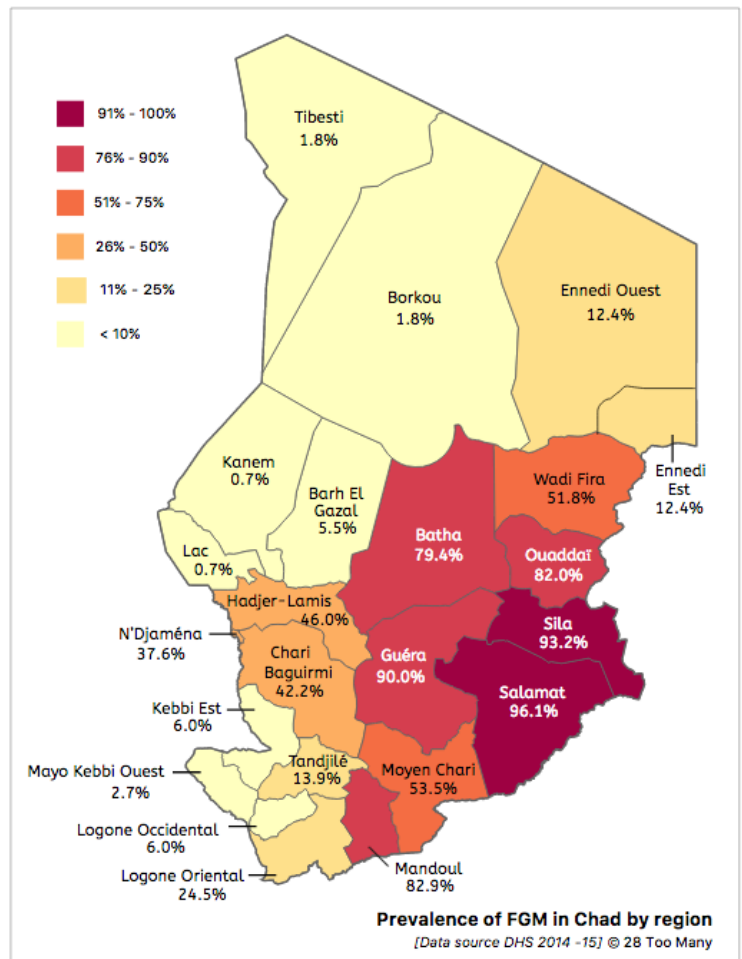 91% - 100%
76% - 90%
51% - 75%
26% - 50%
11% - 25%
< 10%
Tibesti
1.8%
Borkou
1.8%
Ennedi Ouest
12.4%
Kanem
0.7%
Barh El
Gazal
5.5%
Wadi Fira
51.8%
Ennedi
Est
12.4%
Batha
79.4%
Ouaddaï
82.0%
Lac
0.7%
Hadjer-Lamis
46.0%
N'Djaména
37.6%
Chari
Baguirmi
42.2%
Guéra
90.0%
Sila
93.2%
Salamat
96.1%
Kebbi Est
6.0%
Mayo Kebbi Ouest
2.7%
Tandjilé
13.9%
Moyen Chari
53.5%
Logone Occidental
6.0%
Logone Oriental
24.5%
Mandoul
82.9%
Prevalence of FGM in Chad by region
[Data source DHS 2014 -15] © 28 Too Many